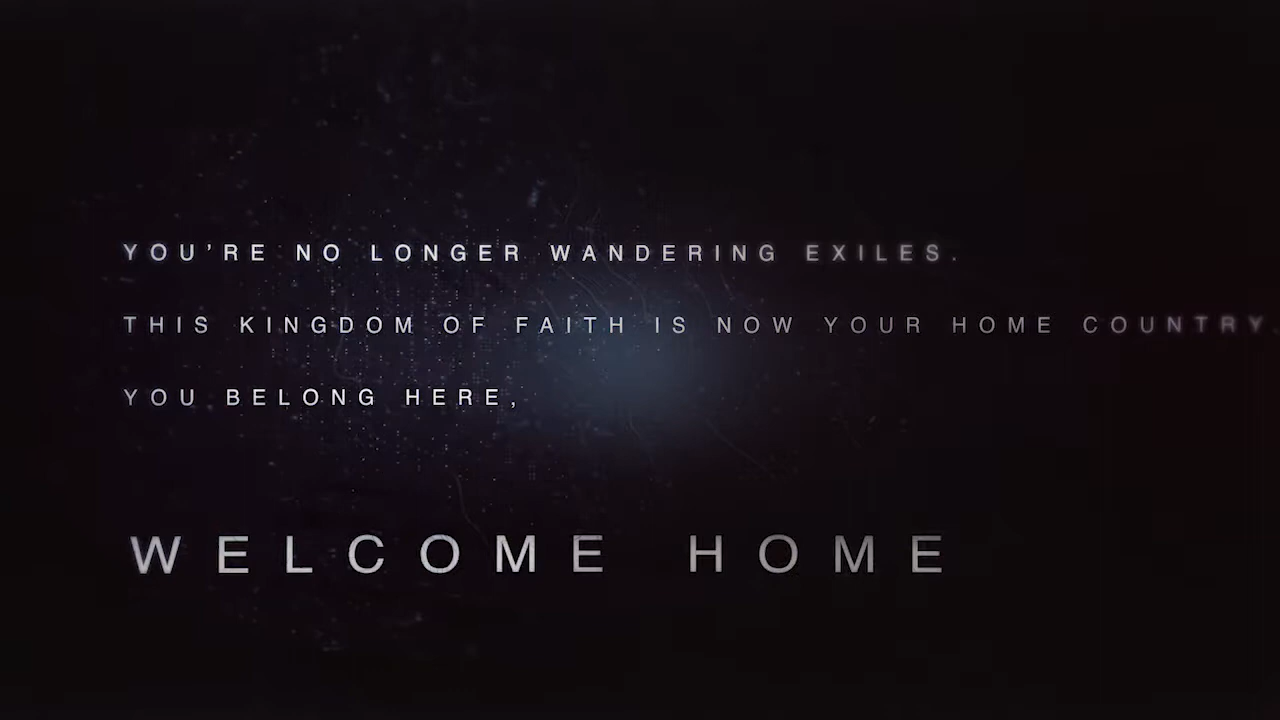 YOU'RE NO LONGER WANDERING EXILES.
THIS KINGDOM OF FAITH IS NOW YOUR HOME COUNTRY.
YOU BELONG HERE,
WELCOME HOME